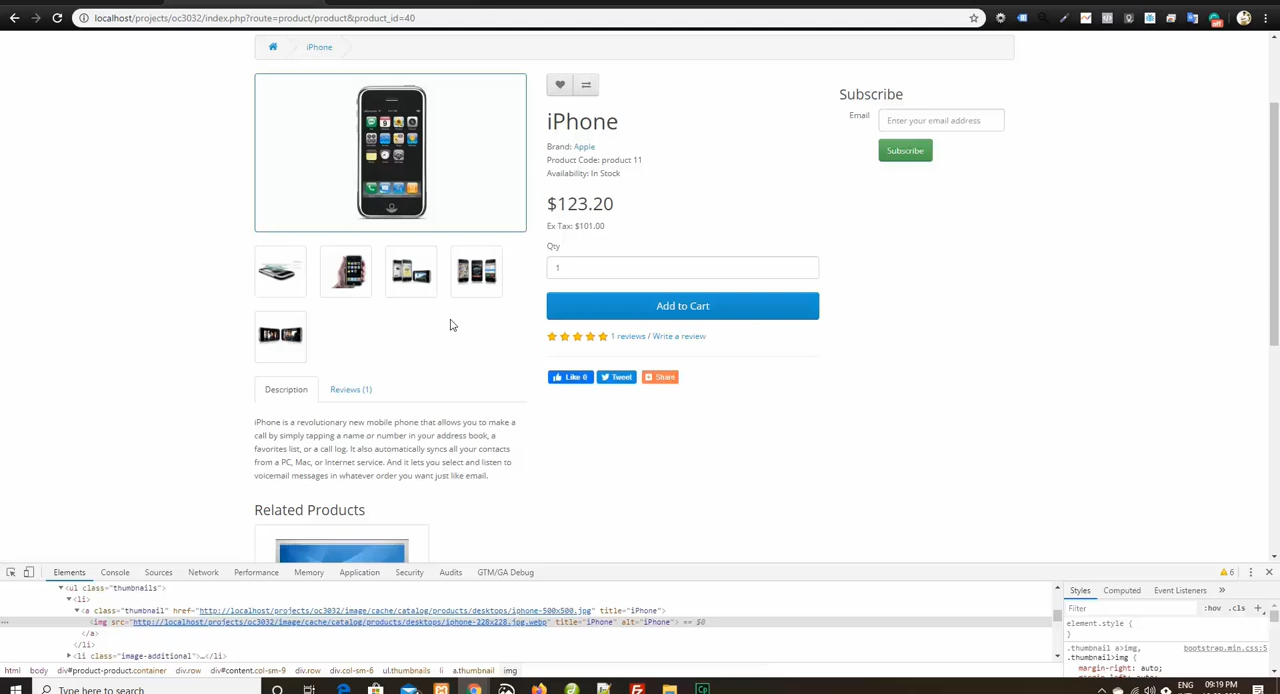 localhost/projects/oc3032/index.php?route=product/product&product_id=40
off
iPhone
iPhone
Brand: Apple
Product Code: product 11
Availability: In Stock
$123.20
Ex Tax: $101.00
Qty
1
Add to Cart
1 reviews / Write a review
Like 0 Tweet Share
Subscribe
Email Enter your email address
Subscribe
Description Reviews (1)
iPhone is a revolutionary new mobile phone that allows you to make a
call by simply tapping a name or number in your address book, a
favorites list, or a call log. It also automatically syncs all your contacts
from a PC, Mac, or Internet service. And it lets you select and listen to
voicemail messages in whatever order you want just like email.
Related Products
Elements Console Sources Network Performance Memory Application Security Audits GTM/GA Debug 6
<ul class="thumbnails">
<li>
<a class="thumbnail" href="http://localhost/projects/oc3032/image/cache/catalog/products/desktops/iphone-500x500.jpg" title="iPhone">
<img src="http://localhost/projects/oc3032/image/cache/catalog/products/desktops/iphone-228x228.jpg.webp" title="iPhone" alt="iPhone"> == $0
</a>
</li>
<li class="image-additional">…</li>
html body div#product-product.container div.row div#content.col-sm-9 div.row div.col-sm-6 ul.thumbnails li a.thumbnail img
Styles Computed Event Listeners
Filter :hov .cls
element.style {
}
.thumbnail a>img, bootstrap.min.css:5
.thumbnail>img {
margin-right: auto;
Type here to search
ENG 09:19 PM